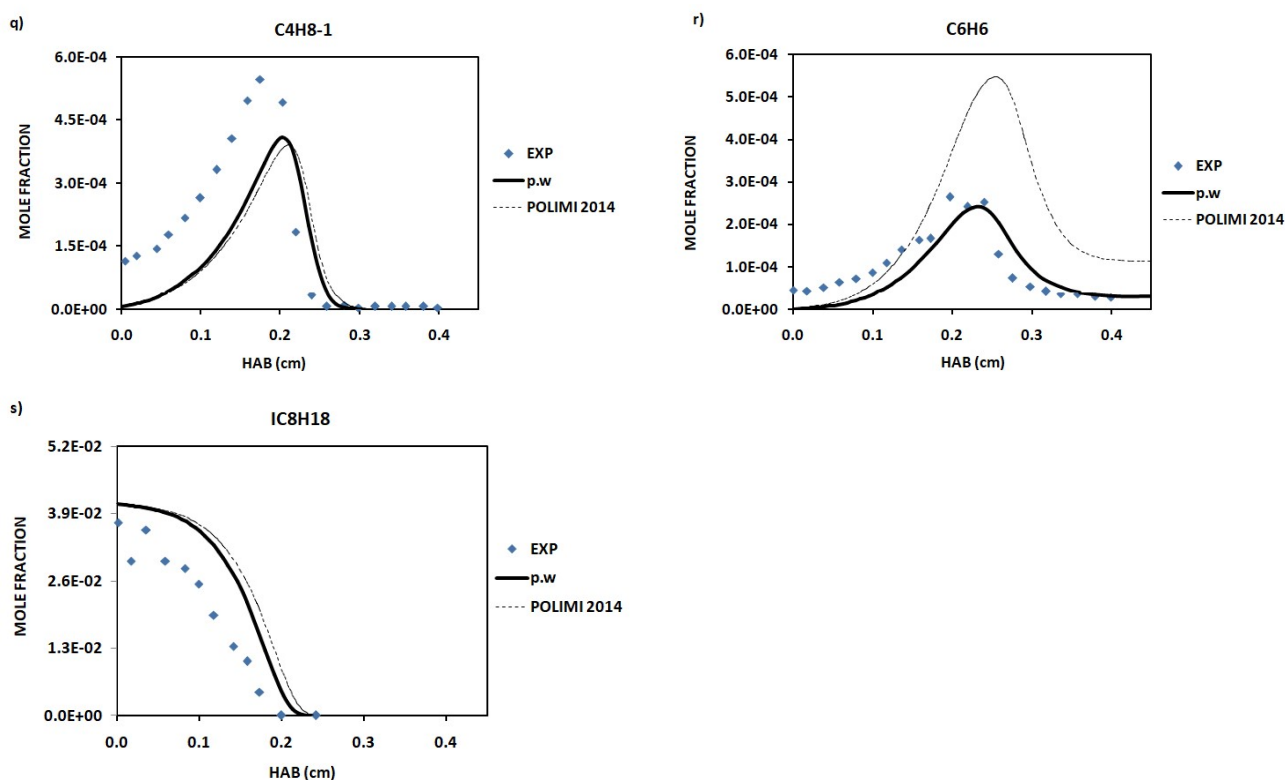 q)
C4H8-1
6.0E-04
4.5E-04
3.0E-04
1.5E-04
0.0E+00
MOLE FRACTION
0.0 0.1 0.2 0.3 0.4
HAB (cm)
EXP
p.w
POLIMI 2014
r)
C6H6
6.0E-04
5.0E-04
4.0E-04
3.0E-04
2.0E-04
1.0E-04
0.0E+00
MOLE FRACTION
0.0 0.1 0.2 0.3 0.4
HAB (cm)
EXP
p.w
POLIMI 2014
s)
IC8H18
5.2E-02
3.9E-02
2.6E-02
1.3E-02
0.0E+00
MOLE FRACTION
0.0 0.1 0.2 0.3 0.4
HAB (cm)
EXP
p.w
POLIMI 2014